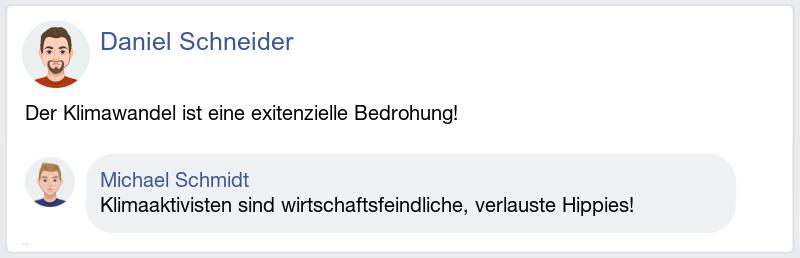 Daniel Schneider
Der Klimawandel ist eine exitenzielle Bedrohung!
Michael Schmidt
Klimaaktivisten sind wirtschaftsfeindliche, verlauste Hippies!